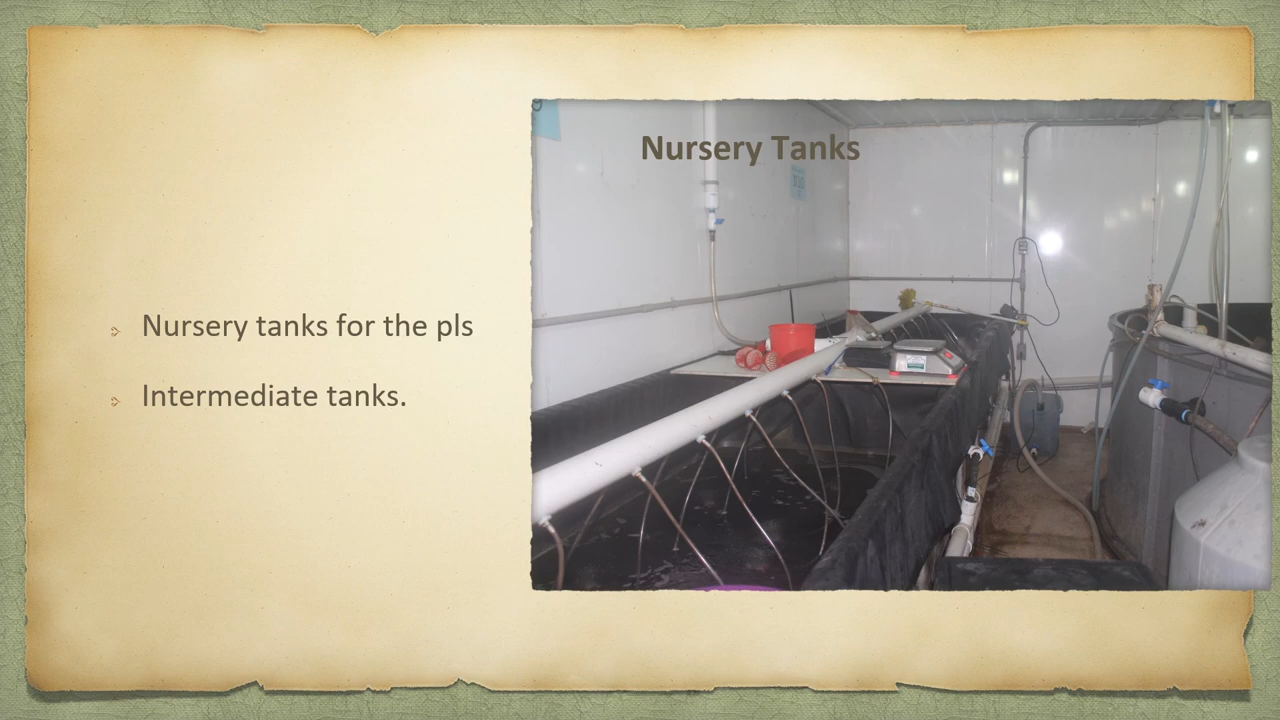 Nursery Tanks
Nursery tanks for the pls
Intermediate tanks.